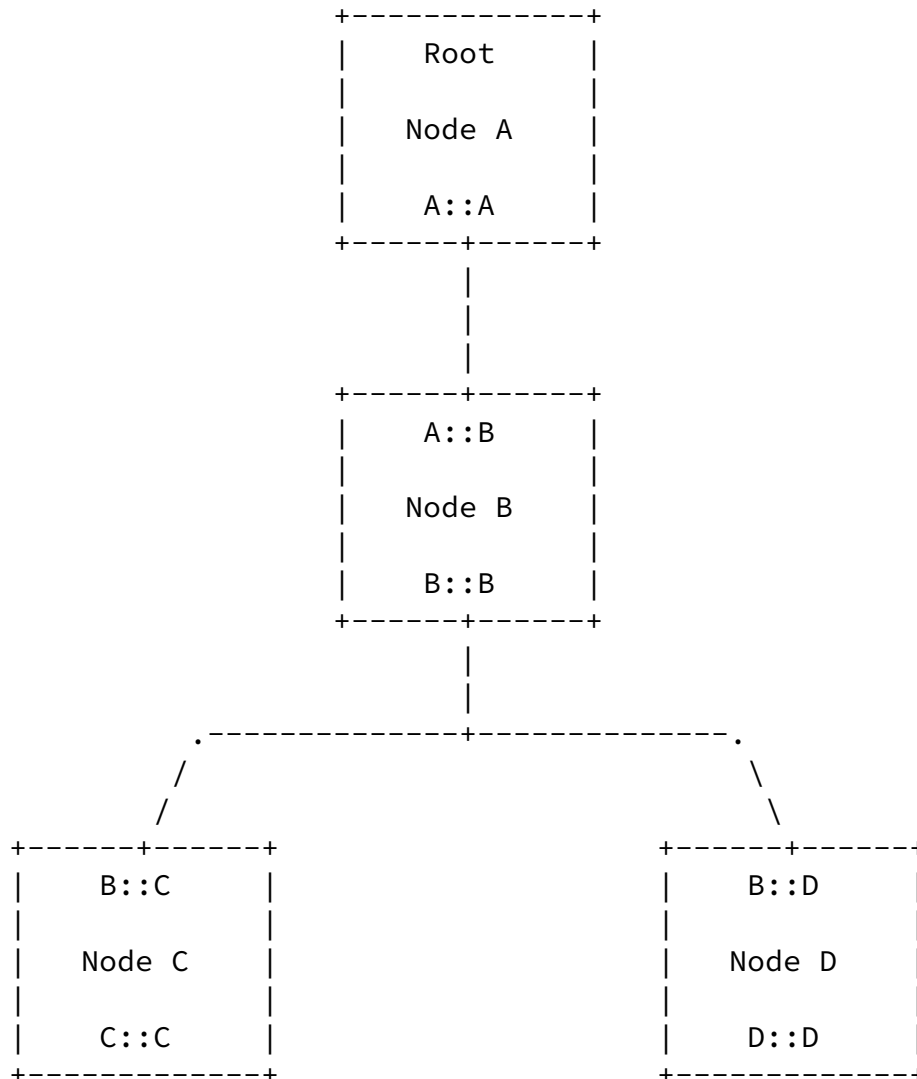 Root
Node A
A::A
A::B
Node B
B::B
B::C
B::D
Node C
Node D
C::C
D::D